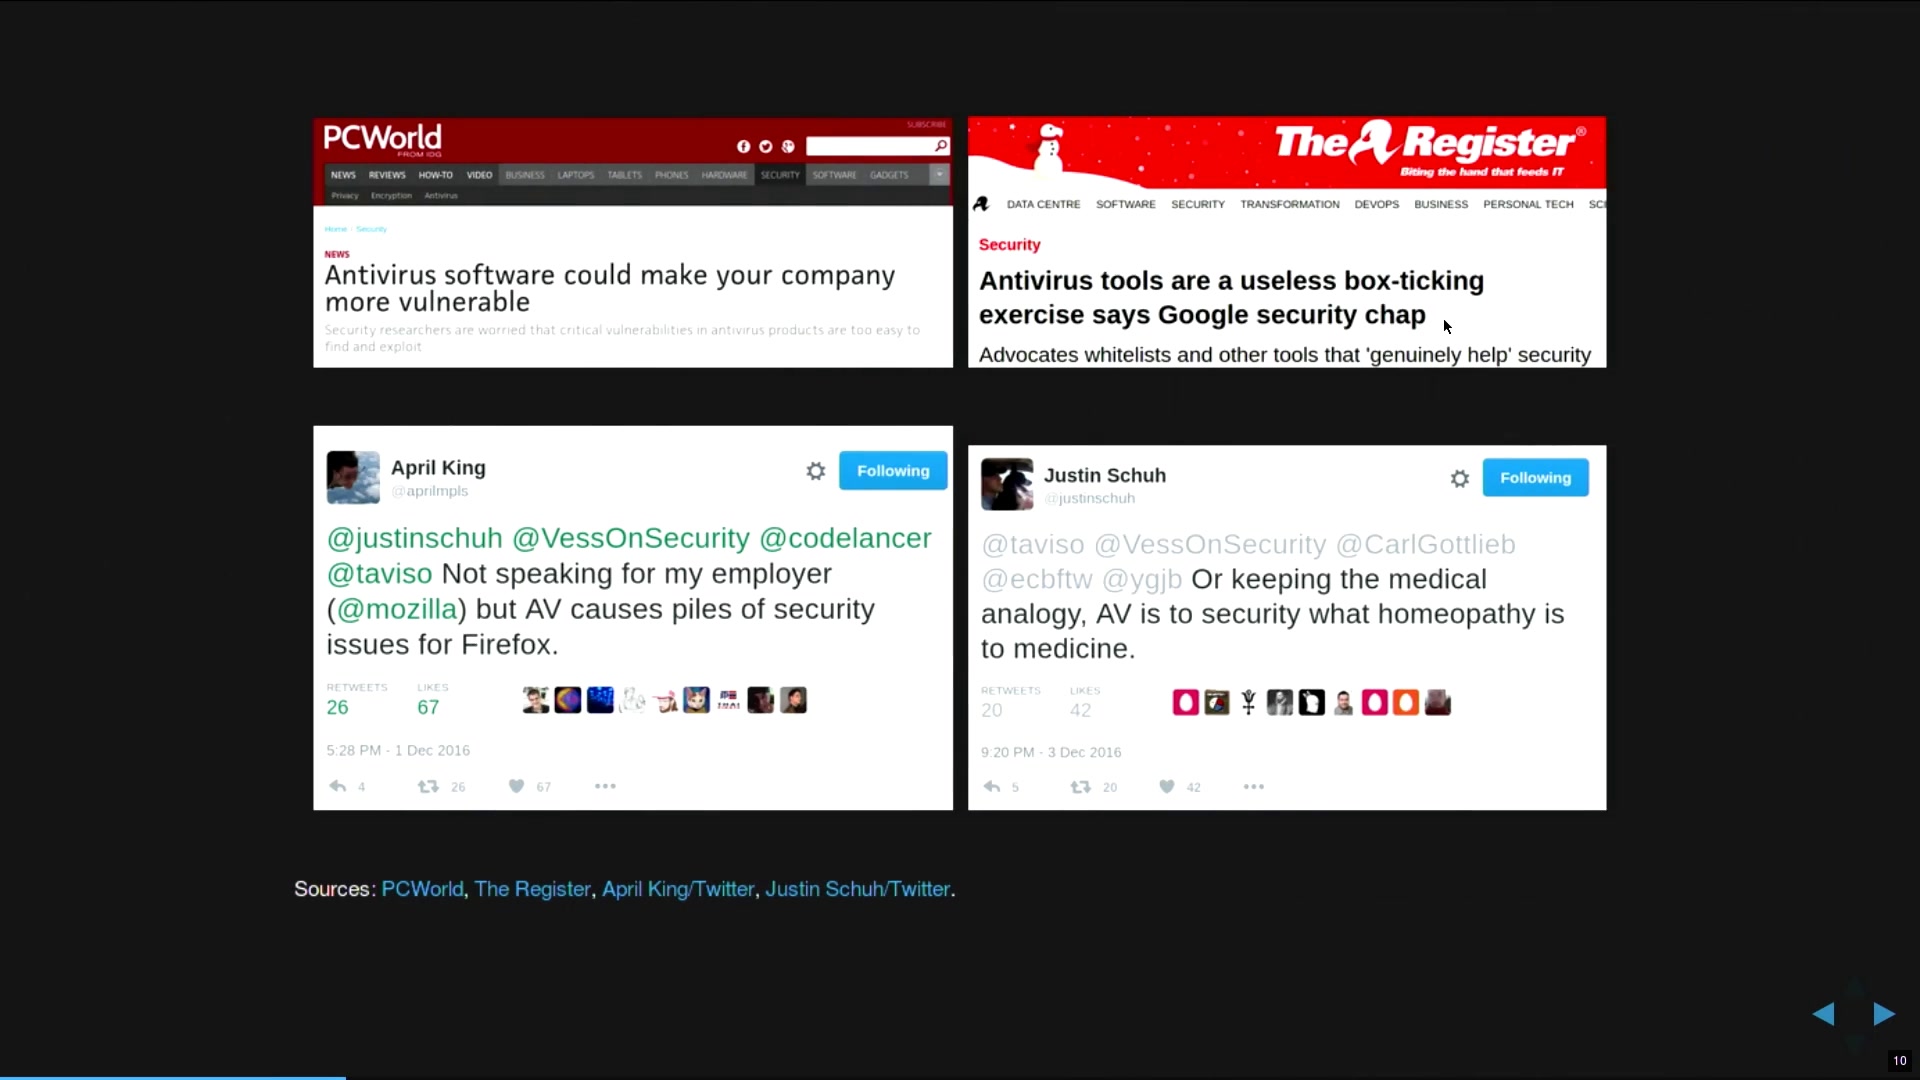 PCWorld
FROM IDG
SUBSCRIBE
NEWS REVIEWS HOW-TO VIDEO BUSINESS LAPTOPS TABLETS PHONES HARDWARE SECURITY SOFTWARE GADGETS
Privacy Encryption Antivirus
Home Security
NEWS
Antivirus software could make your company
more vulnerable
Security researchers are worried that critical vulnerabilities in antivirus products are too easy to
find and exploit
The Register®
Biting the hand that feeds IT
DATA CENTRE SOFTWARE SECURITY TRANSFORMATION DEVOPS BUSINESS PERSONAL TECH SCI
Security
Antivirus tools are a useless box-ticking
exercise says Google security chap
Advocates whitelists and other tools that 'genuinely help' security
April King
@aprilmpls
Following
@justinschuh @VessOnSecurity @codelancer
@taviso Not speaking for my employer
(@mozilla) but AV causes piles of security
issues for Firefox.
RETWEETS LIKES
26 67
5:28 PM - 1 Dec 2016
4 26 67 •••
Justin Schuh
@justinschuh
Following
@taviso @VessOnSecurity @CarlGottlieb
@ecbftw @ygjb Or keeping the medical
analogy, AV is to security what homeopathy is
to medicine.
RETWEETS LIKES
20 42
9:20 PM - 3 Dec 2016
5 20 42 •••
Sources: PCWorld, The Register, April King/Twitter, Justin Schuh/Twitter.
10